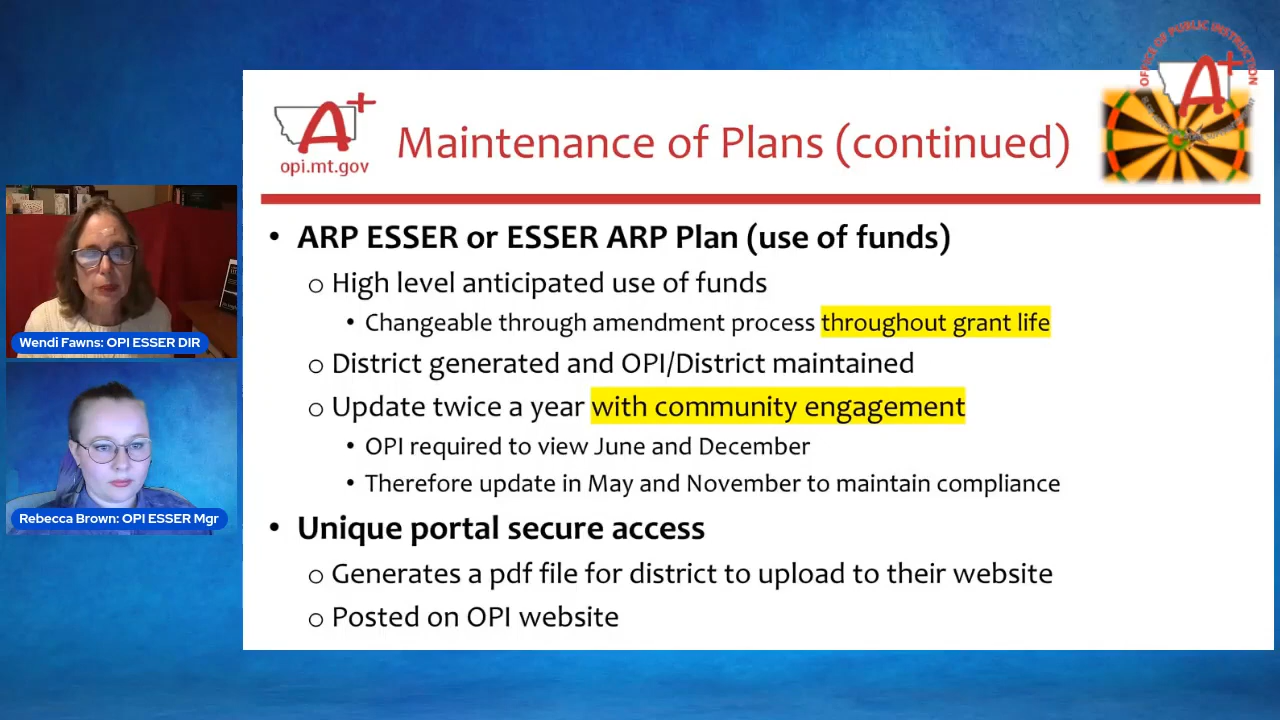 OFFICE OF PUBLIC INSTRUCTION
A+
A+
opi.mt.gov
Maintenance of Plans (continued)
• ARP ESSER or ESSER ARP Plan (use of funds)
o High level anticipated use of funds
• Changeable through amendment process throughout grant life
o District generated and OPI/District maintained
o Update twice a year with community engagement
• OPI required to view June and December
• Therefore update in May and November to maintain compliance
• Unique portal secure access
o Generates a pdf file for district to upload to their website
o Posted on OPI website
Wendi Fawns: OPI ESSER DIR
Rebecca Brown: OPI ESSER Mgr